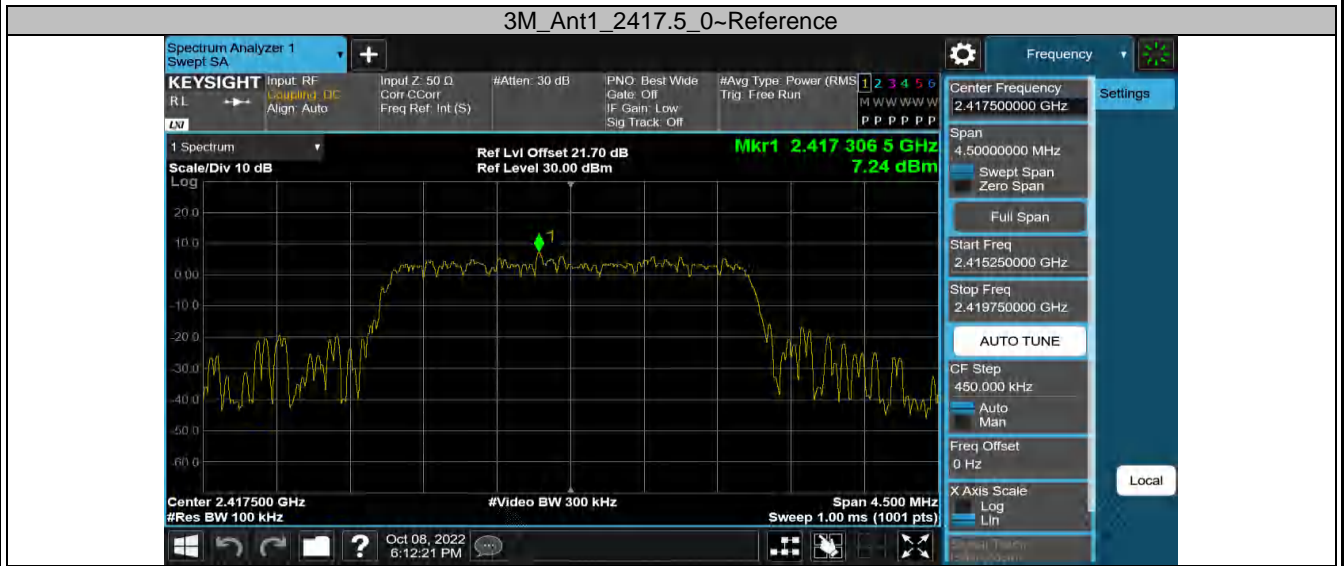 3M_Ant1_2417.5_0~Reference
Spectrum Analyzer 1
Swept SA
+
Frequency
KEYSIGHT
RL
LXI
Input: RF
Coupling: DC
Align: Auto
Input Z: 50 Ω
Corr CCorr
Freq Ref: Int (S)
#Atten: 30 dB
PNO: Best Wide
Gate: Off
IF Gain: Low
Sig Track: Off
#Avg Type: Power (RMS
Trig: Free Run
1 2 3 4 5 6
M W W W W W
P P P P P P
Center Frequency
2.417500000 GHz
Settings
Span
4.50000000 MHz
Swept Span
Zero Span
Full Span
Start Freq
2.415250000 GHz
Stop Freq
2.419750000 GHz
AUTO TUNE
CF Step
450.000 kHz
Auto
Man
Freq Offset
0 Hz
X Axis Scale
Log
Lin
Local
1 Spectrum
Scale/Div 10 dB
Log
Ref Lvl Offset 21.70 dB
Ref Level 30.00 dBm
Mkr1 2.417 306 5 GHz
7.24 dBm
20.0
10.0
0.00
-10.0
-20.0
-30.0
-40.0
-50.0
-60.0
1
Center 2.417500 GHz
#Res BW 100 kHz
#Video BW 300 kHz
Span 4.500 MHz
Sweep 1.00 ms (1001 pts)
?
Oct 08, 2022
6:12:21 PM